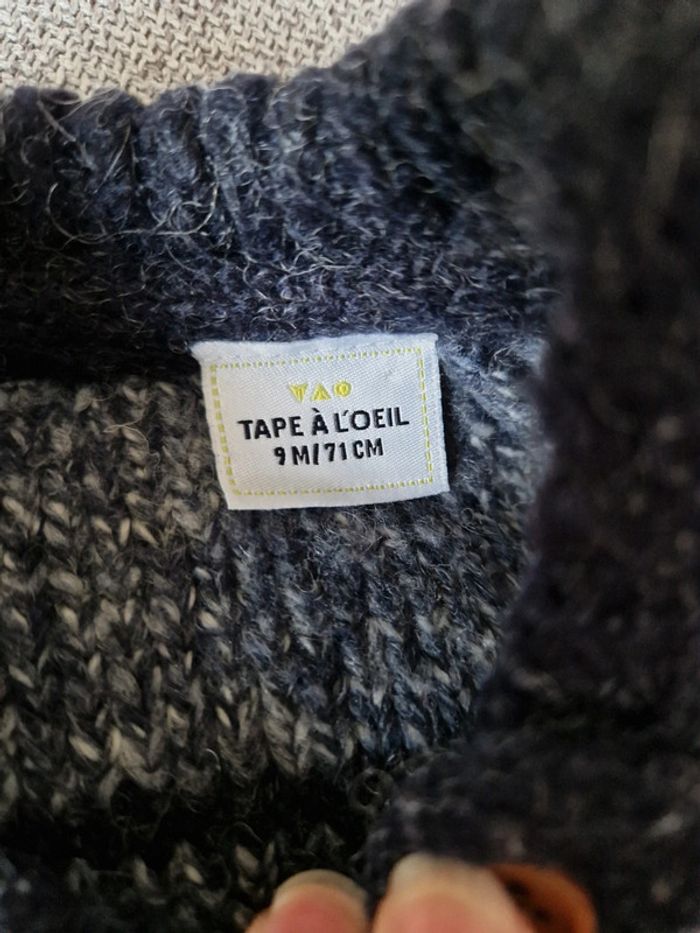 TAO
TAPE À L'OEIL
9 M/71 CM